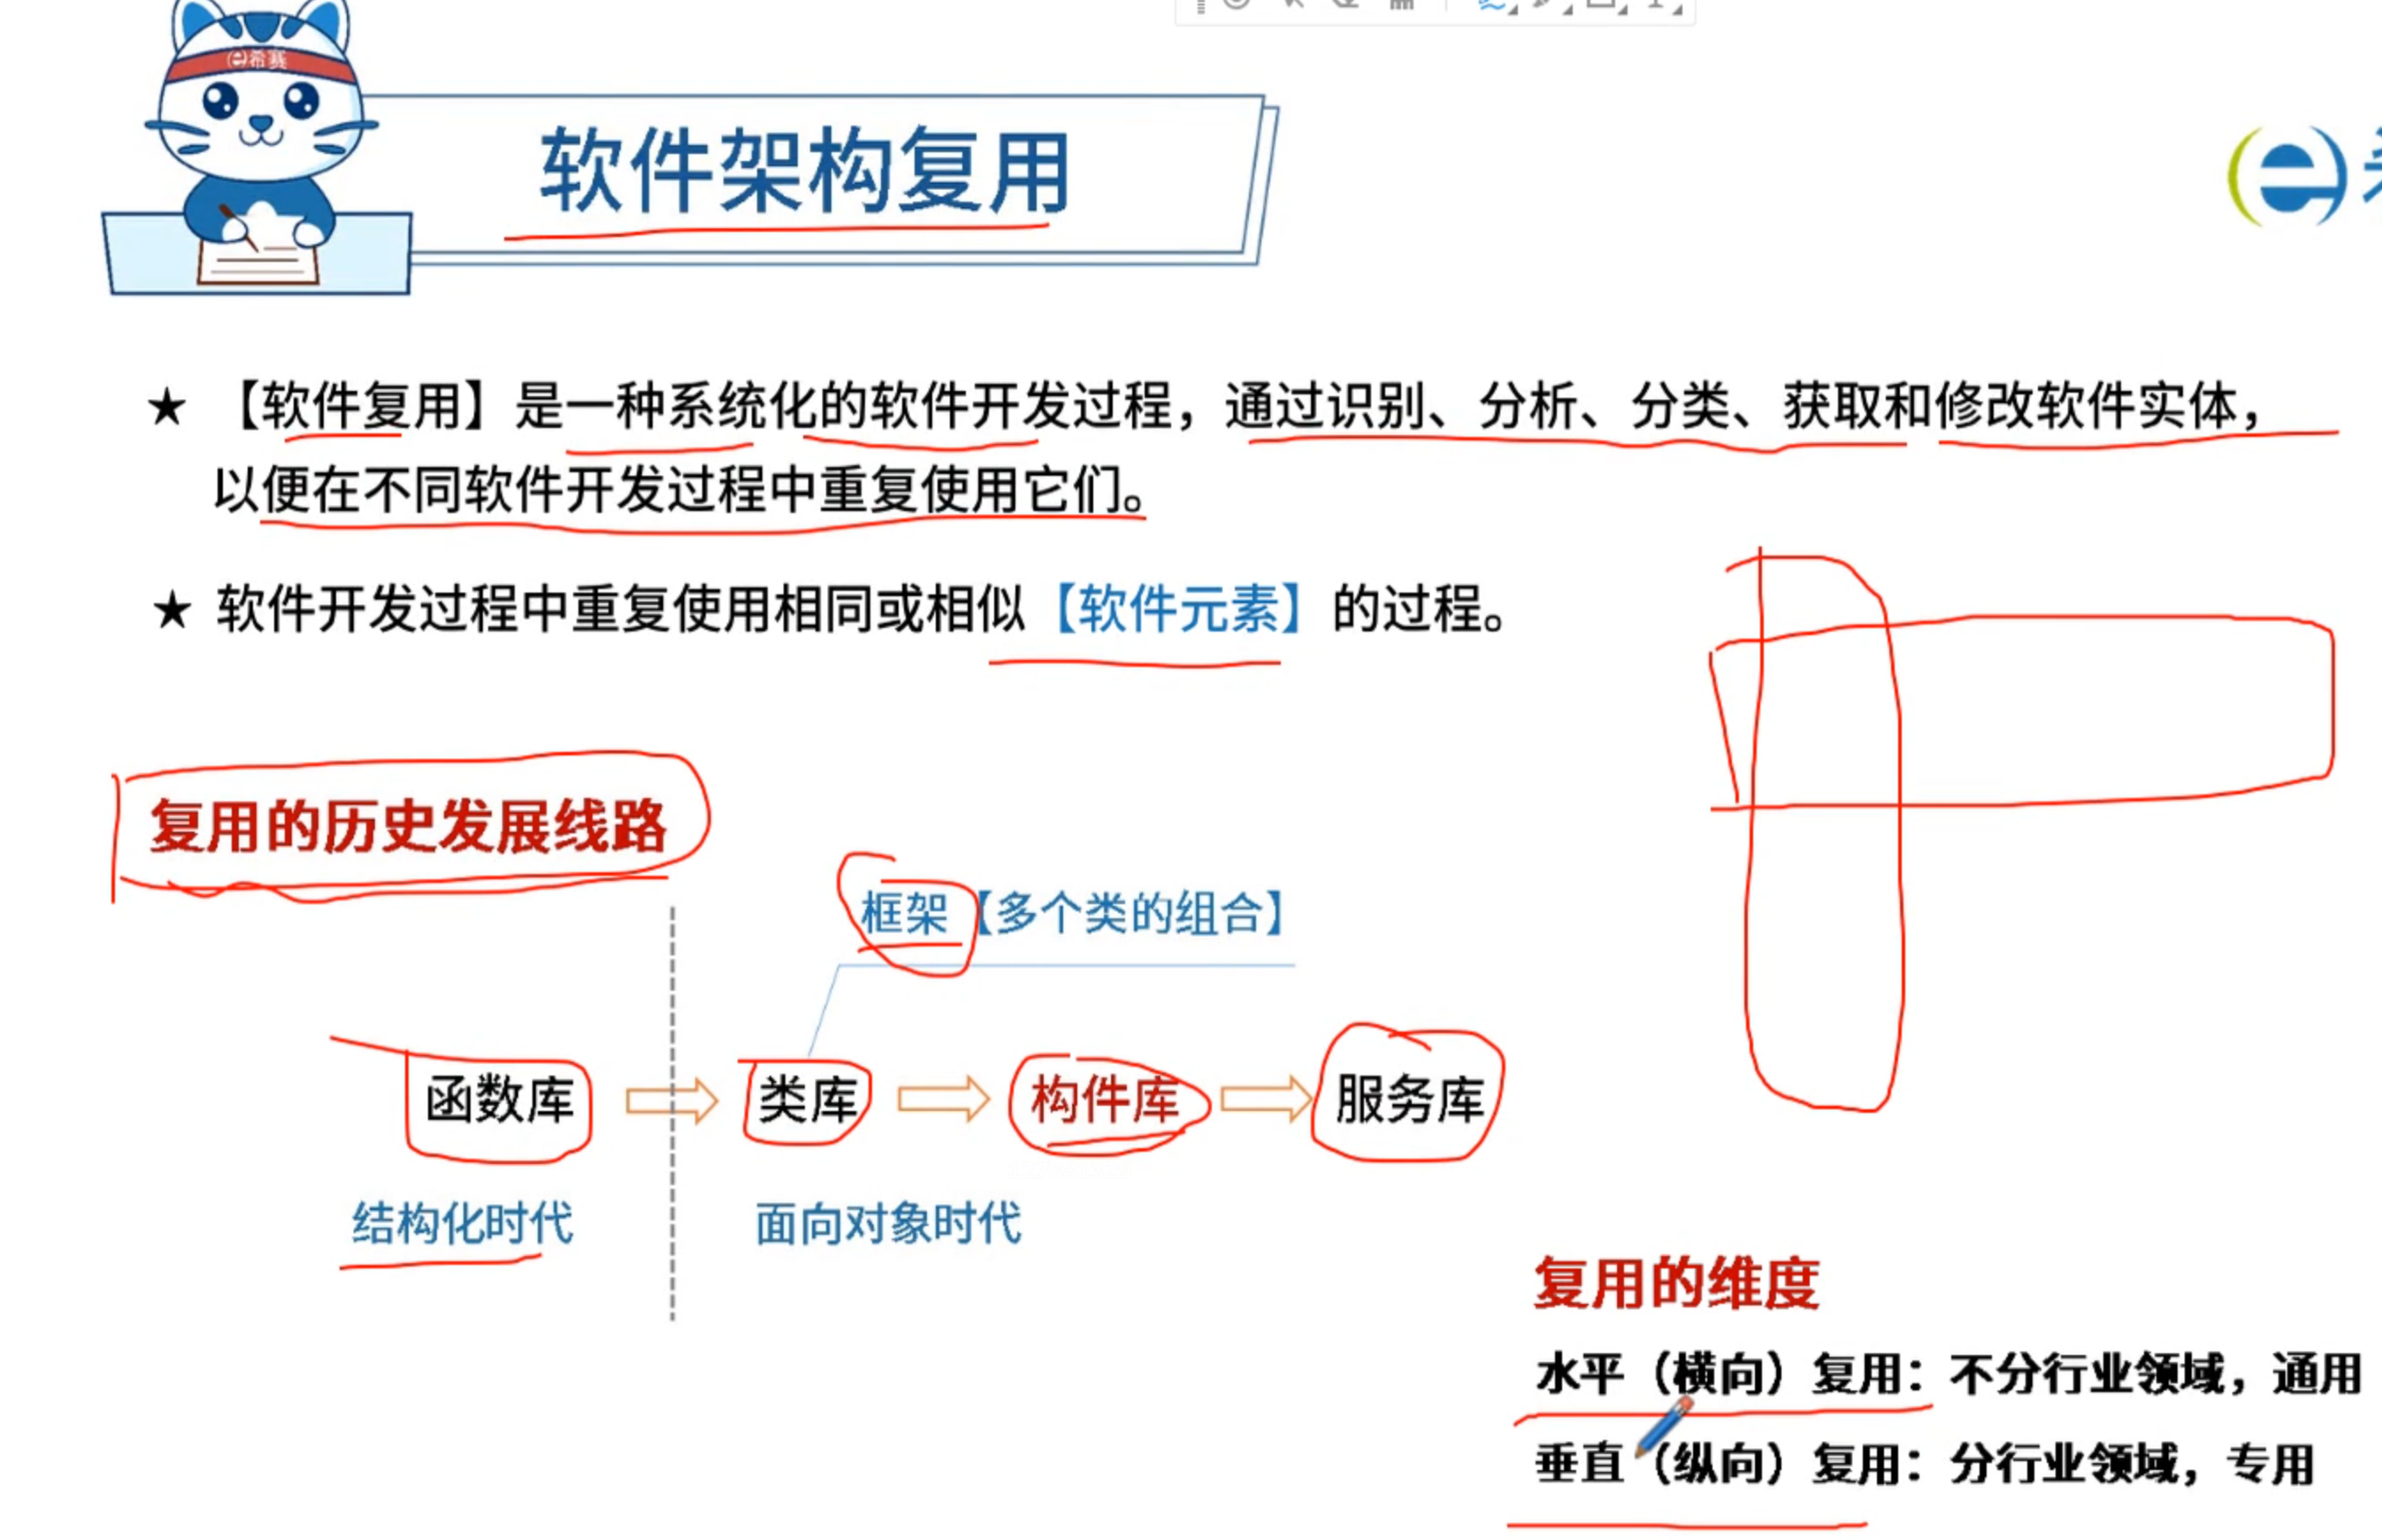 希赛
软件架构复用
★ 【软件复用】是一种系统化的软件开发过程，通过识别、分析、分类、获取和修改软件实体，
以便在不同软件开发过程中重复使用它们。
★ 软件开发过程中重复使用相同或相似【软件元素】的过程。
复用的历史发展线路
框架【多个类的组合】
函数库
类库
构件库
服务库
结构化时代
面向对象时代
复用的维度
水平（横向）复用：不分行业领域，通用
垂直（纵向）复用：分行业领域，专用